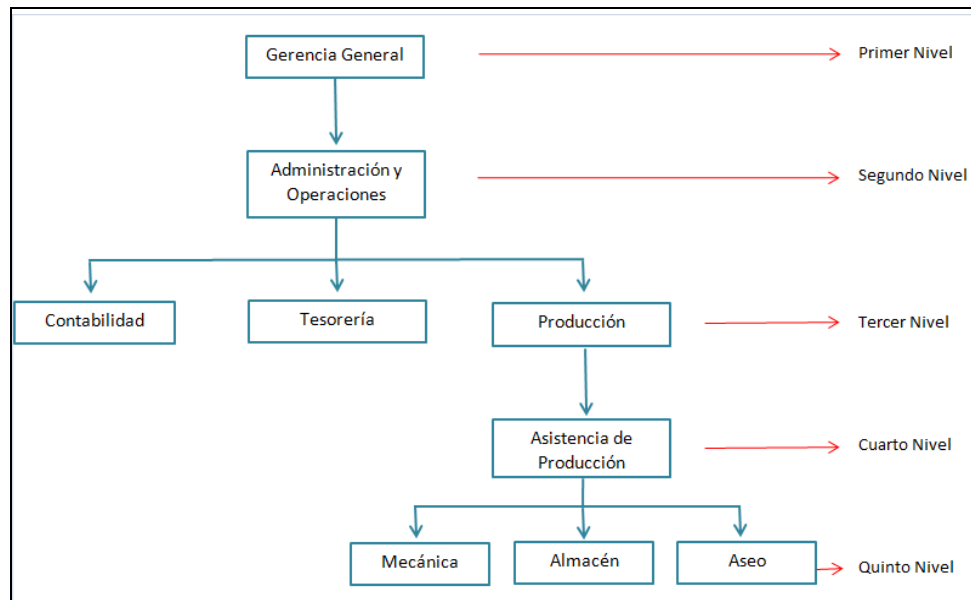 Gerencia General
Primer Nivel
Administración y
Operaciones
Segundo Nivel
Contabilidad
Tesorería
Producción
Tercer Nivel
Asistencia de
Producción
Cuarto Nivel
Mecánica
Almacén
Aseo
Quinto Nivel